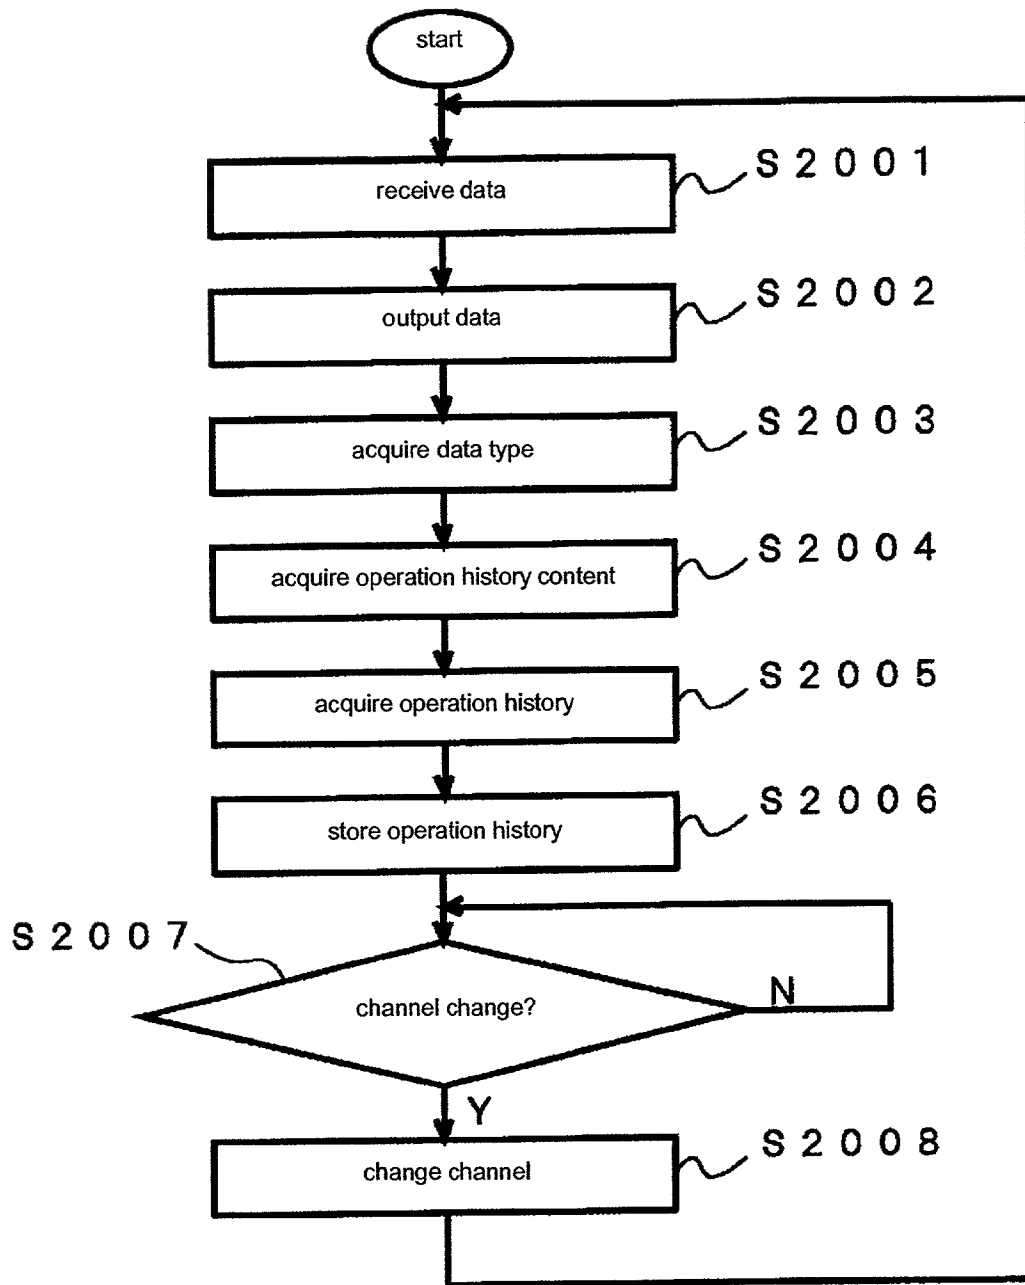 start
receive data
S2001
output data
S2002
acquire data type
S2003
acquire operation history content
S2004
acquire operation history
S2005
store operation history
S2006
S2007
channel change?
N
Y
change channel
S2008